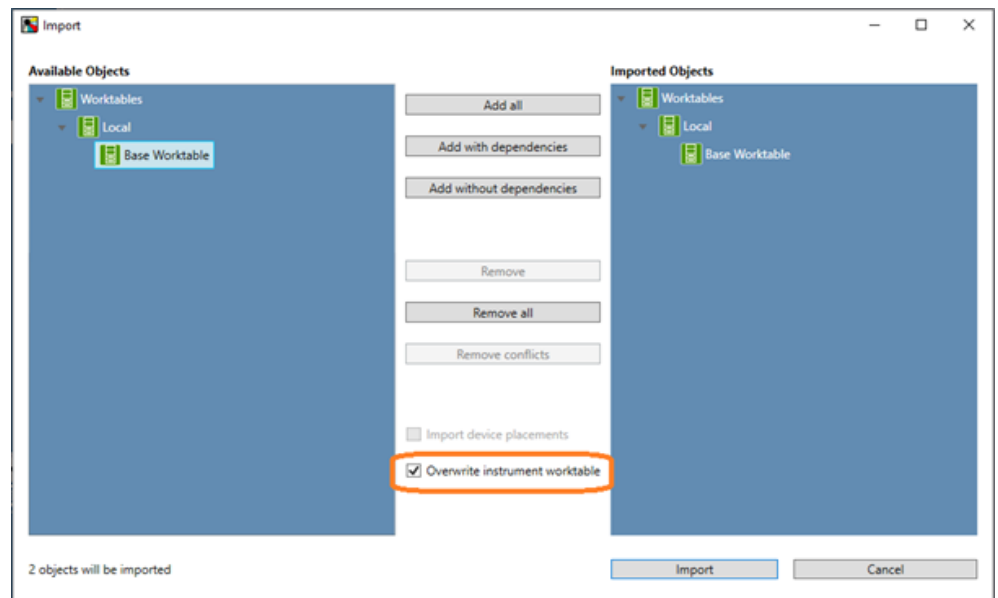 Import
Available Objects
Worktables
Local
Base Worktable
Add all
Add with dependencies
Add without dependencies
Remove
Remove all
Remove conflicts
Import device placements
Overwrite instrument worktable
Imported Objects
Worktables
Local
Base Worktable
2 objects will be imported
Import
Cancel